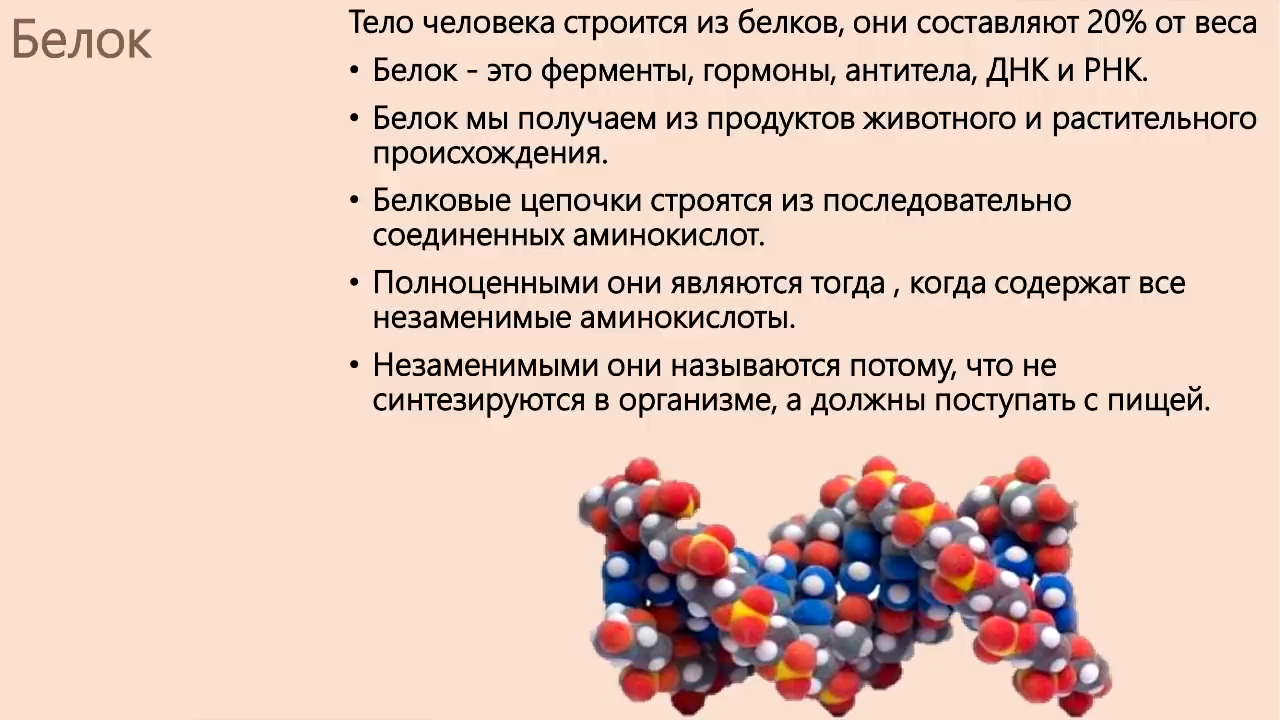 Белок
Тело человека строится из белков, они составляют 20% от веса
• Белок - это ферменты, гормоны, антитела, ДНК и РНК.
• Белок мы получаем из продуктов животного и растительного
происхождения.
• Белковые цепочки строятся из последовательно
соединенных аминокислот.
• Полноценными они являются тогда , когда содержат все
незаменимые аминокислоты.
• Незаменимыми они называются потому, что не
синтезируются в организме, а должны поступать с пищей.